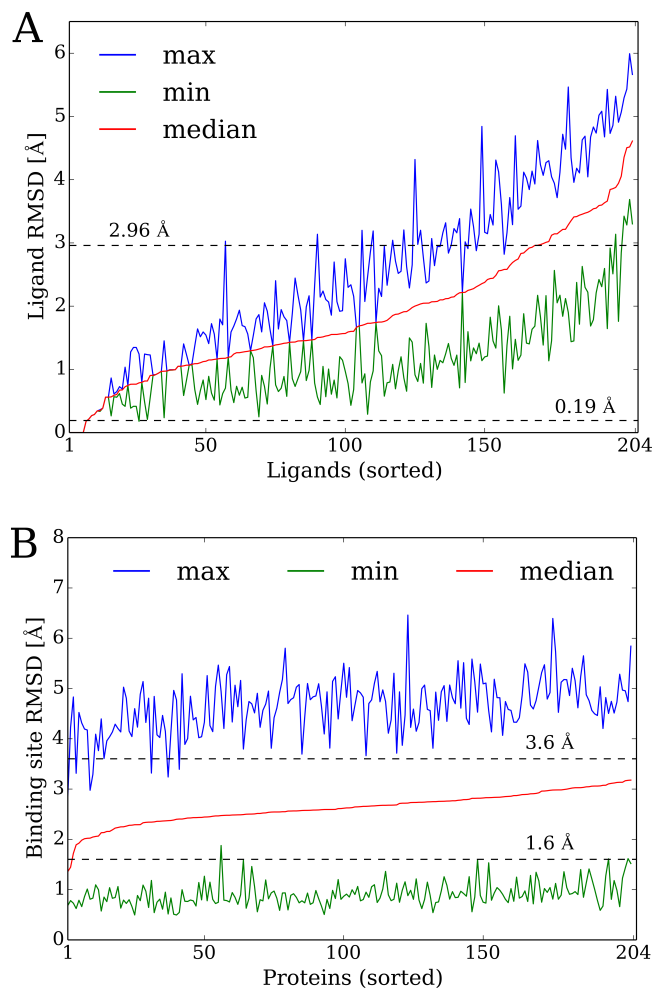 A
max
min
median
2.96 Å
0.19 Å
Ligand RMSD [Å]
6
5
4
3
2
1
0
1
50
100
150
204
Ligands (sorted)
B
max
min
median
3.6 Å
1.6 Å
Binding site RMSD [Å]
8
7
6
5
4
3
2
1
0
1
50
100
150
204
Proteins (sorted)